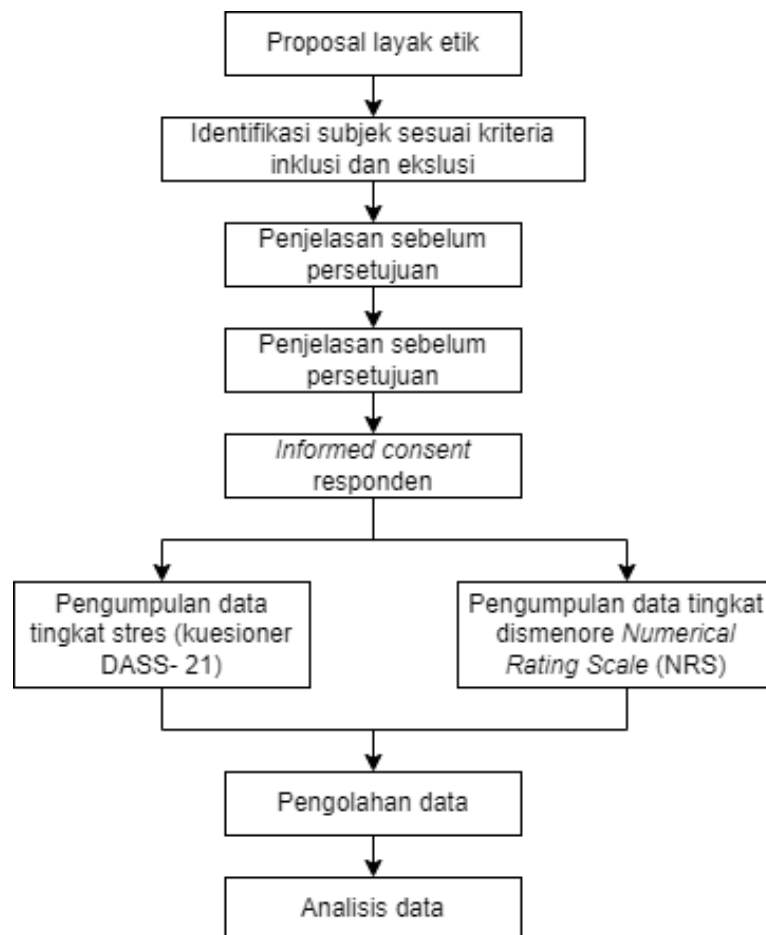 Proposal layak etik
Identifikasi subjek sesuai kriteria
inklusi dan ekslusi
Penjelasan sebelum
persetujuan
Penjelasan sebelum
persetujuan
Informed consent
responden
Pengumpulan data
tingkat stres (kuesioner
DASS- 21)
Pengumpulan data tingkat
dismenore Numerical
Rating Scale (NRS)
Pengolahan data
Analisis data